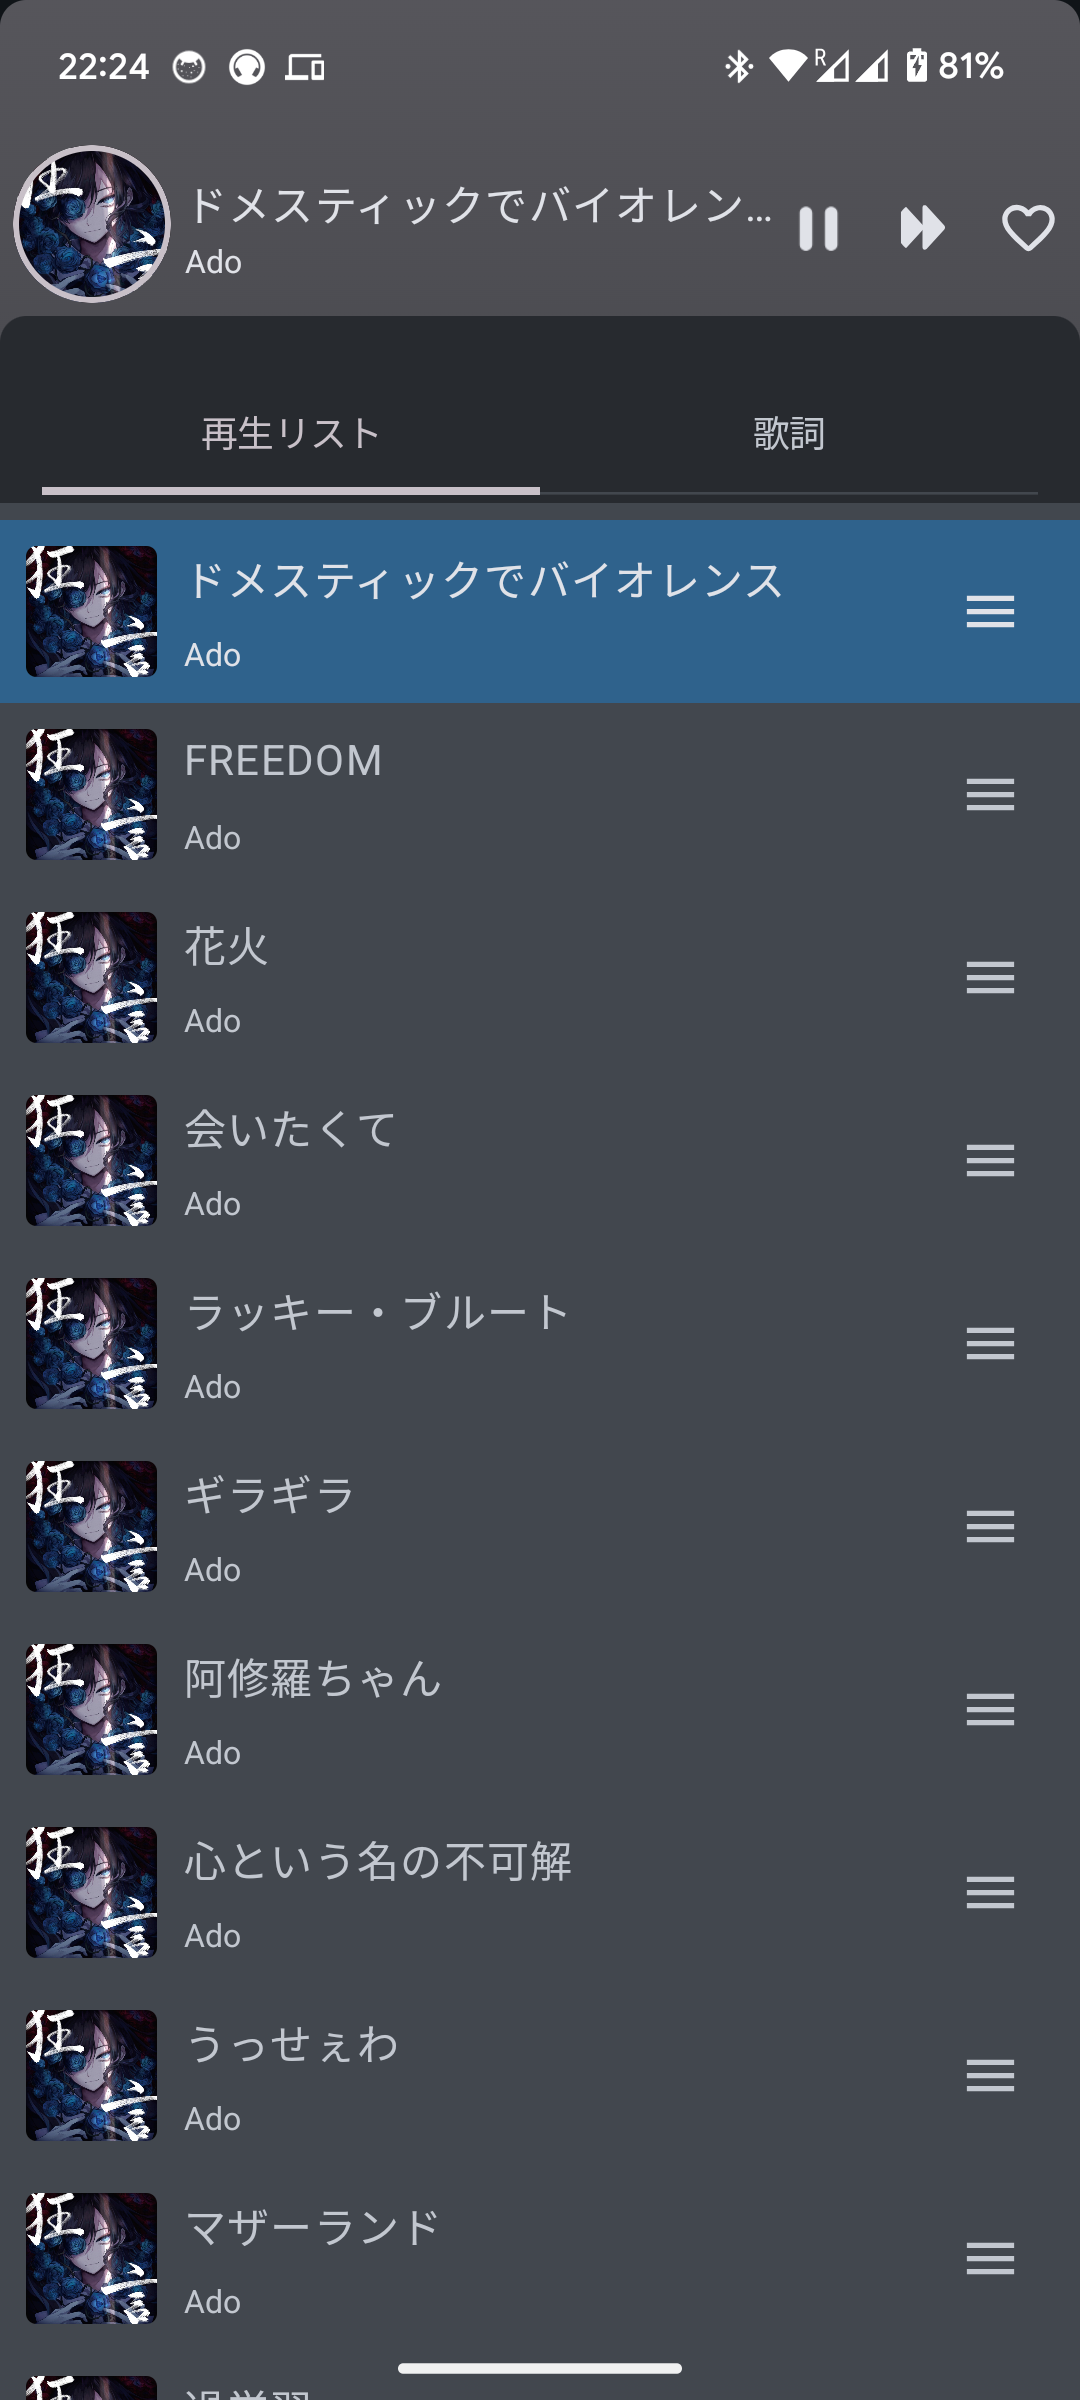 22:24
R
81%
ドメスティックでバイオレン...
Ado
再生リスト
歌詞
狂言
ドメスティックでバイオレンス
Ado
狂言
FREEDOM
Ado
狂言
花火
Ado
狂言
会いたくて
Ado
狂言
ラッキー・ブルート
Ado
狂言
ギラギラ
Ado
狂言
阿修羅ちゃん
Ado
狂言
心という名の不可解
Ado
狂言
うっせぇわ
Ado
狂言
マザーランド
Ado